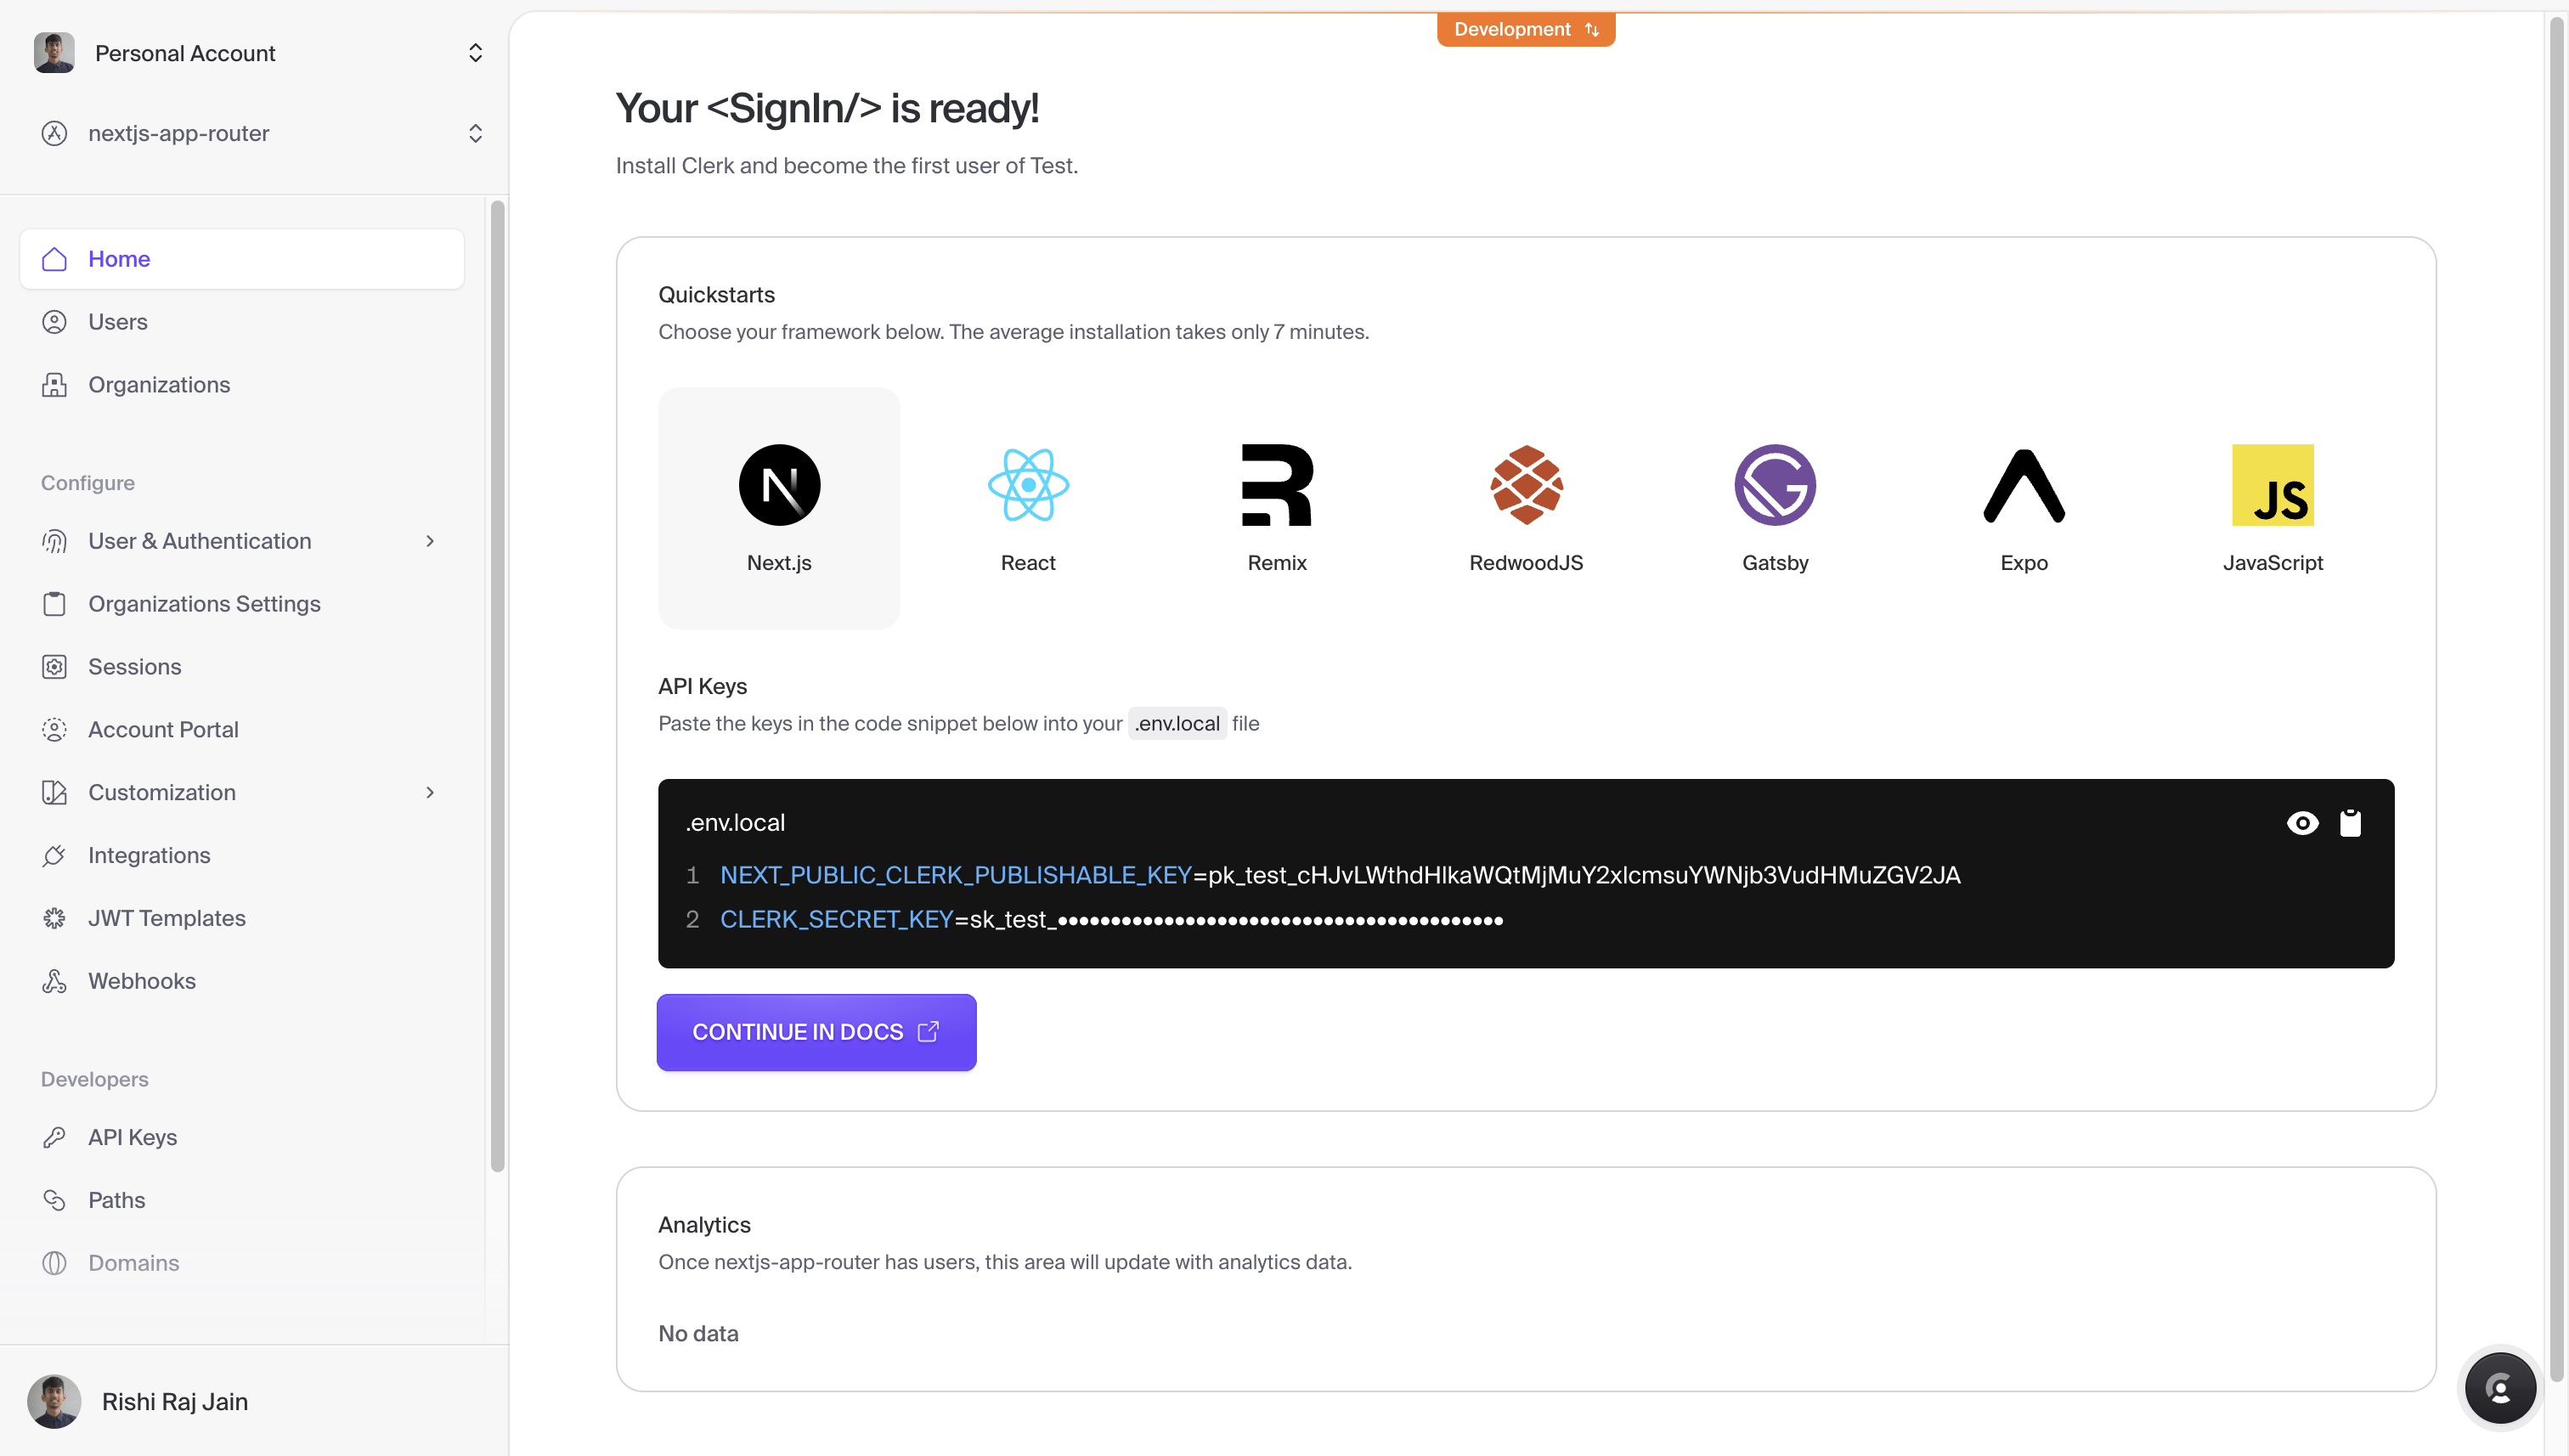 Personal Account
nextjs-app-router
Home
Users
Organizations
Configure
User & Authentication
Organizations Settings
Sessions
Account Portal
Customization
Integrations
JWT Templates
Webhooks
Developers
API Keys
Paths
Domains
Rishi Raj Jain
Development
Your <SignIn/> is ready!
Install Clerk and become the first user of Test.
Quickstarts
Choose your framework below. The average installation takes only 7 minutes.
Next.js
React
Remix
RedwoodJS
Gatsby
Expo
JS
JavaScript
API Keys
Paste the keys in the code snippet below into your .env.local file
.env.local
1 NEXT_PUBLIC_CLERK_PUBLISHABLE_KEY=pk_test_cHJvLWthdHlkaWQtMjMuY2xlcmsuYWNjb3VudHMuZGV2JA
2 CLERK_SECRET_KEY=sk_test_••••••••••••••••••••••••••••••••••••••••••
CONTINUE IN DOCS
Analytics
Once nextjs-app-router has users, this area will update with analytics data.
No data